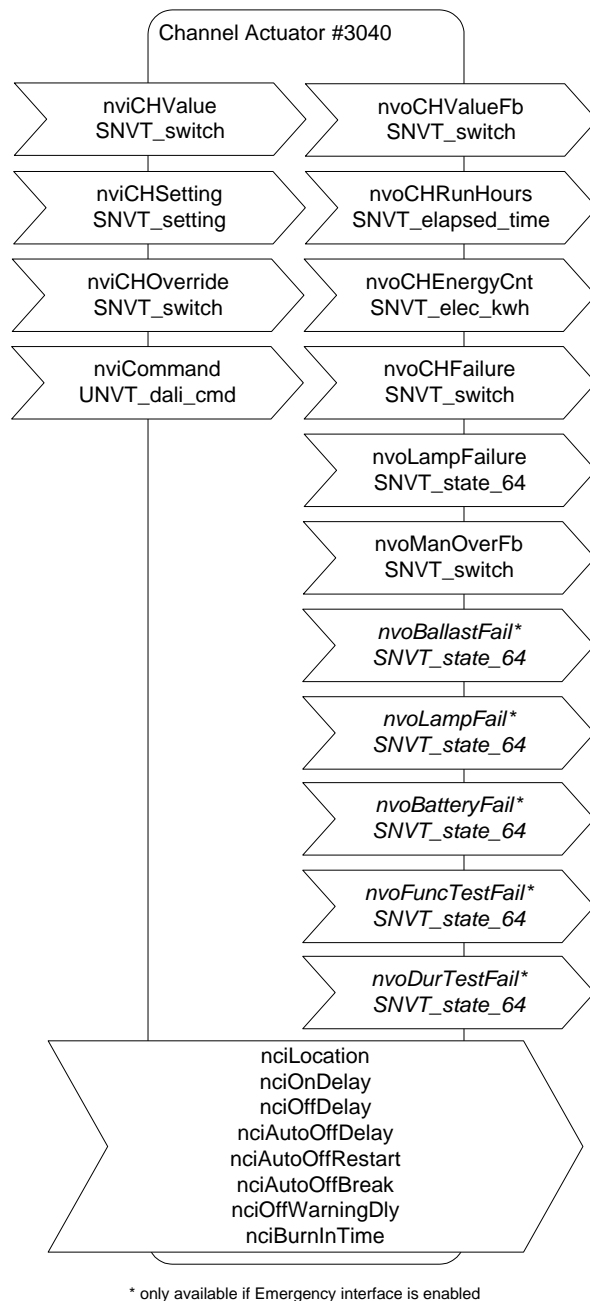 Channel Actuator #3040
nviCHValue
SNVT_switch
nvoCHValueFb
SNVT_switch
nviCHSetting
SNVT_setting
nvoCHRunHours
SNVT_elapsed_time
nviCHOverride
SNVT_switch
nvoCHEnergyCnt
SNVT_elec_kwh
nviCommand
UNVT_dali_cmd
nvoCHFailure
SNVT_switch
nvoLampFailure
SNVT_state_64
nvoManOverFb
SNVT_switch
nvoBallastFail*
SNVT_state_64
nvoLampFail*
SNVT_state_64
nvoBatteryFail*
SNVT_state_64
nvoFuncTestFail*
SNVT_state_64
nvoDurTestFail*
SNVT_state_64
nciLocation
nciOnDelay
nciOffDelay
nciAutoOffDelay
nciAutoOffRestart
nciAutoOffBreak
nciOffWarningDly
nciBurnInTime
* only available if Emergency interface is enabled